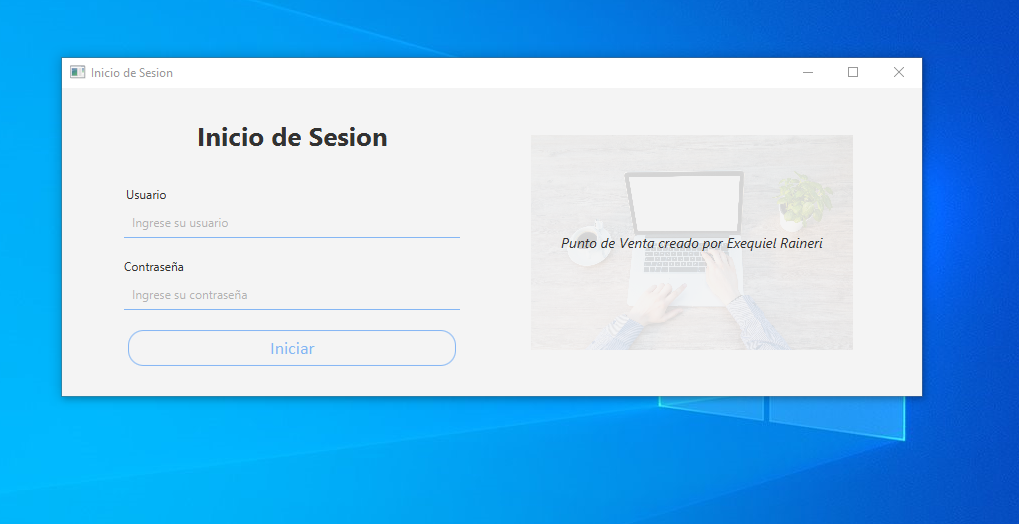 Inicio de Sesion
Inicio de Sesion
Usuario
Ingrese su usuario
Contraseña
Ingrese su contraseña
Iniciar
Punto de Venta creado por Exequiel Raineri